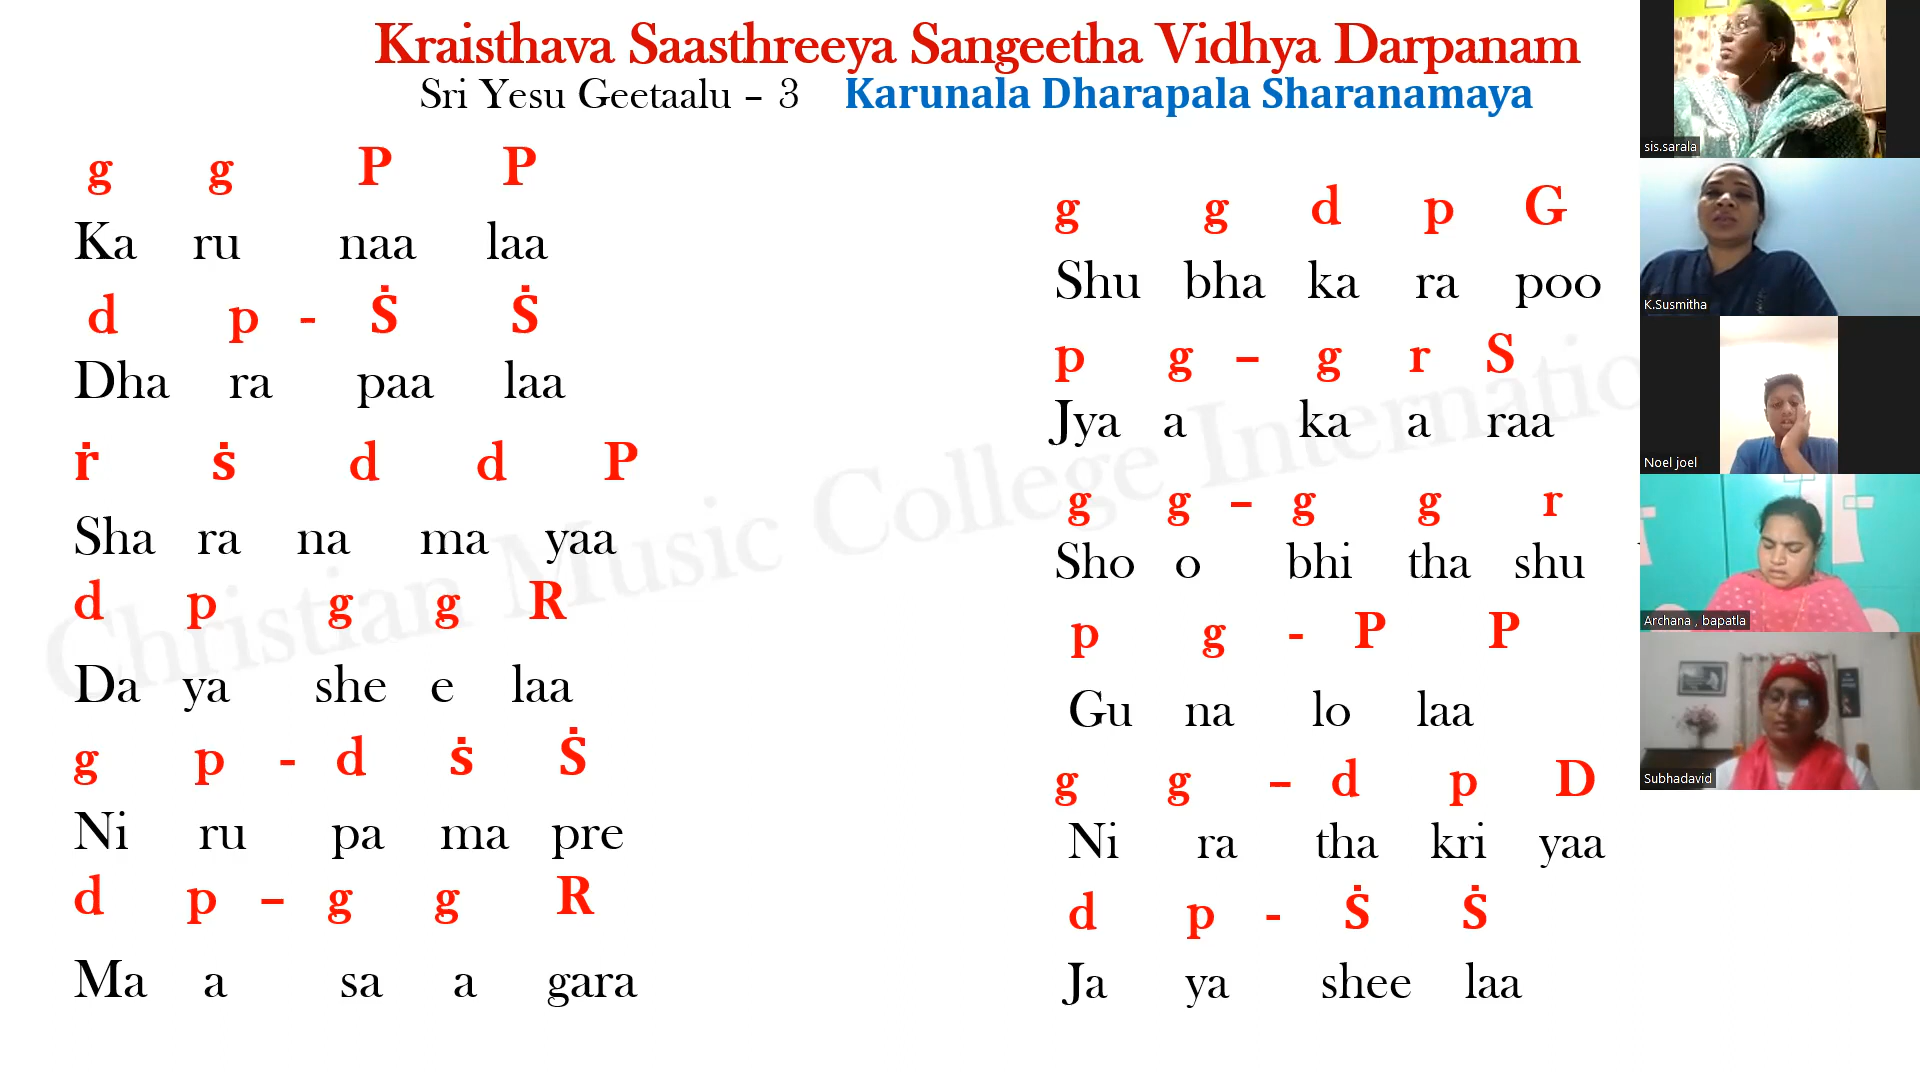 Kraisthava Saasthreeya Sangeetha Vidhya Darpanam
Sri Yesu Geetaalu – 3 Karunala Dharapala Sharanamaya
g g P P
Ka ru naa laa
d p - Ṡ Ṡ
Dha ra paa laa
ṙ ṡ d d P
Sha ra na ma yaa
d p g g R
Da ya she e laa
g p - d ṡ Ṡ
Ni ru pa ma pre
d p – g g R
Ma a sa a gara
g g d p G
Shu bha ka ra poo
p g – g r S
Jya a ka a raa
g g – g g r
Sho o bhi tha shu
p g - P P
Gu na lo laa
g g – d p D
Ni ra tha kri yaa
d p - Ṡ Ṡ
Ja ya shee laa
Christian Music College Internatio
sis.sarala
K.Susmitha
Noel joel
Archana , bapatla
Subhadavid